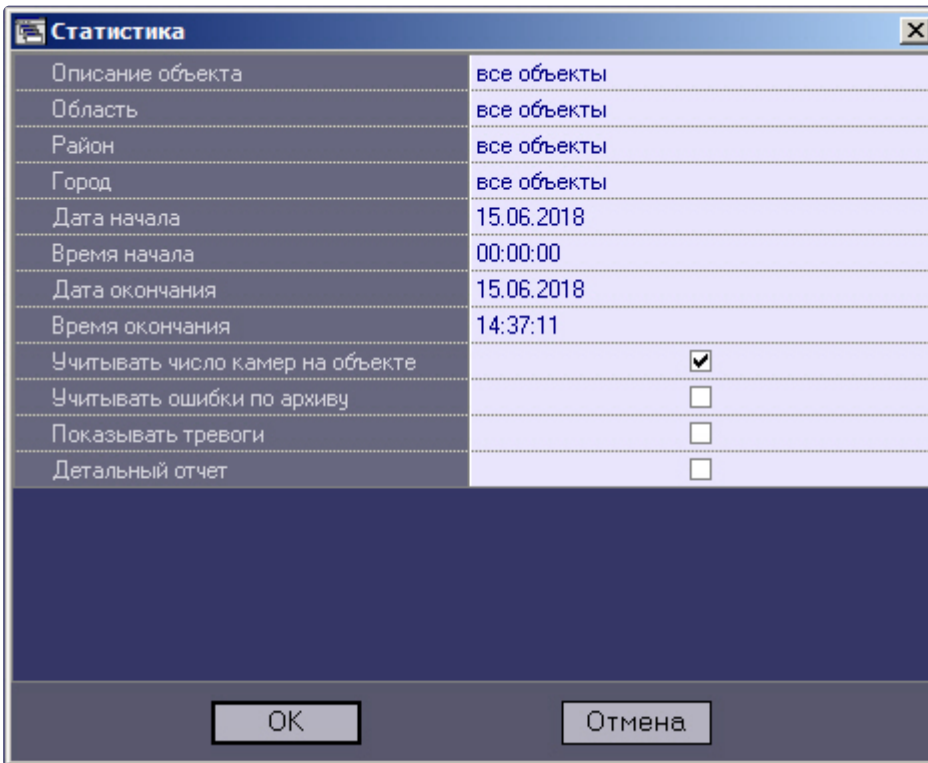 Статистика
Описание объекта все объекты
Область все объекты
Район все объекты
Город все объекты
Дата начала 15.06.2018
Время начала 00:00:00
Дата окончания 15.06.2018
Время окончания 14:37:11
Учитывать число камер на объекте
Учитывать ошибки по архиву
Показывать тревоги
Детальный отчет
OK Отмена